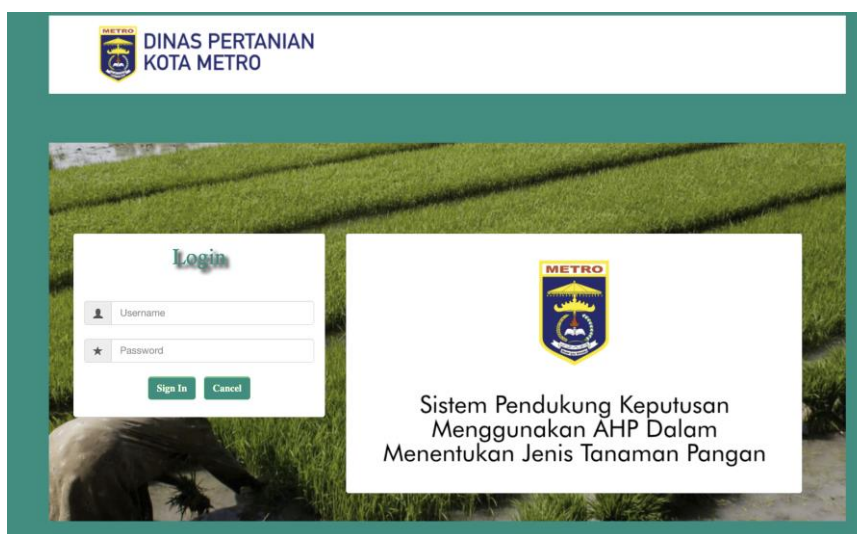 METRO
DINAS PERTANIAN
KOTA METRO
Login
Username
Password
Sign In
Cancel
METRO
Sistem Pendukung Keputusan
Menggunakan AHP Dalam
Menentukan Jenis Tanaman Pangan